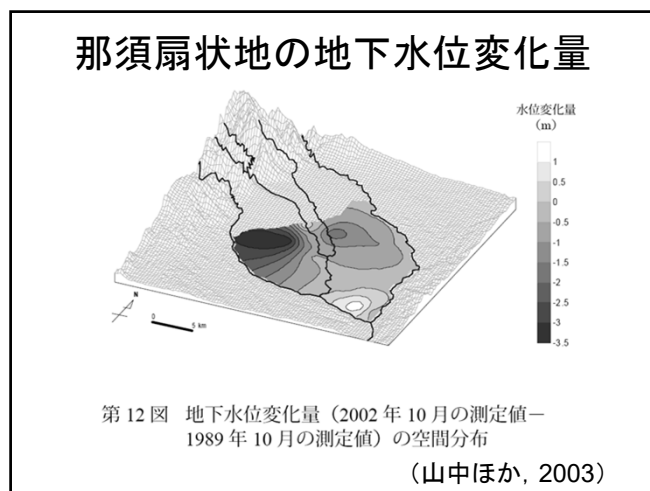 那須扇状地の地下水位変化量
水位変化量
(m)
1
0.5
0
-0.5
-1
-1.5
-2
-2.5
-3
-3.5
N
0
5 km
第 12 図 地下水位変化量（2002 年 10 月の測定値－
1989 年 10 月の測定値）の空間分布
（山中ほか, 2003）